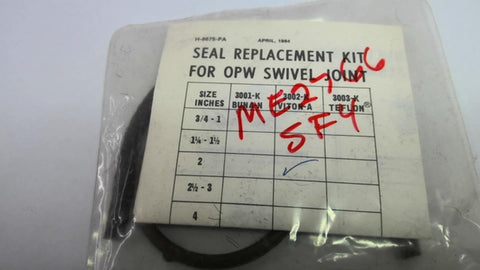 H-8675-PA APRIL, 1984
SEAL REPLACEMENT KIT
FOR OPW SWIVEL JOINT
SIZE INCHES 3001-K BUNA-N 3002-K VITON-A 3003-K TEFLON®
3/4 - 1
1¼ - 1½
2 ✓
2½ - 3
4
SF4